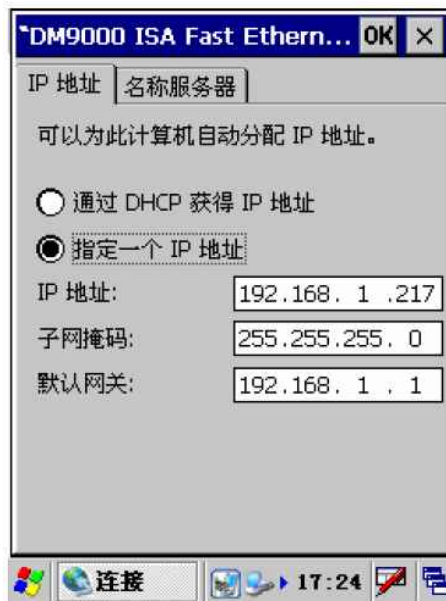 "DM9000 ISA Fast Ethern... OK ×
IP 地址 名称服务器
可以为此计算机自动分配 IP 地址。
通过 DHCP 获得 IP 地址
指定一个 IP 地址
IP 地址: 192.168. 1 .217
子网掩码: 255.255.255. 0
默认网关: 192.168. 1 . 1
连接 17:24